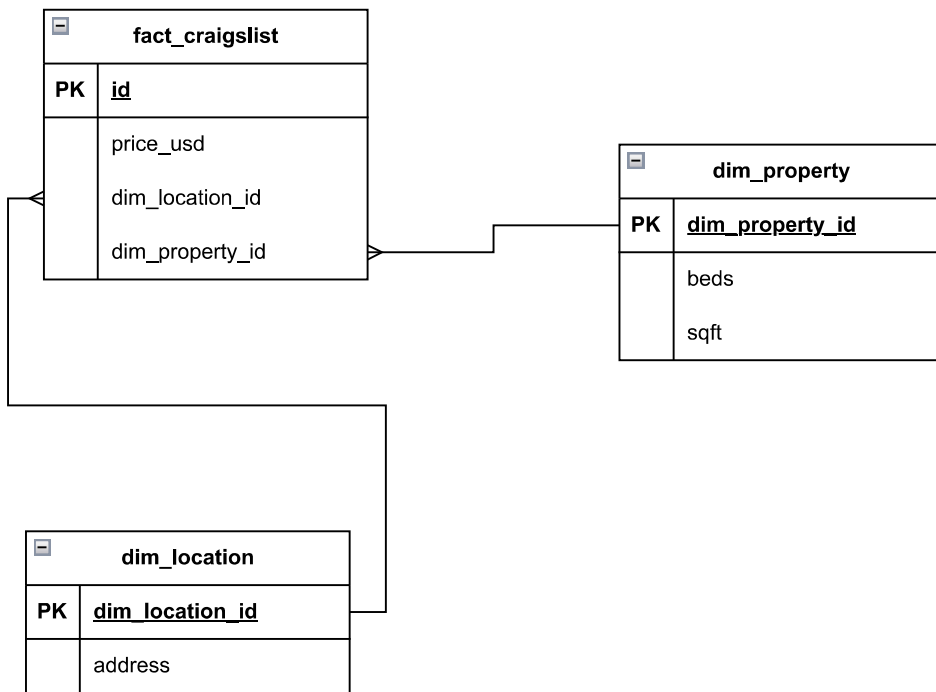 fact_craigslist
PK id
price_usd
dim_location_id
dim_property_id
dim_property
PK dim_property_id
beds
sqft
dim_location
PK dim_location_id
address